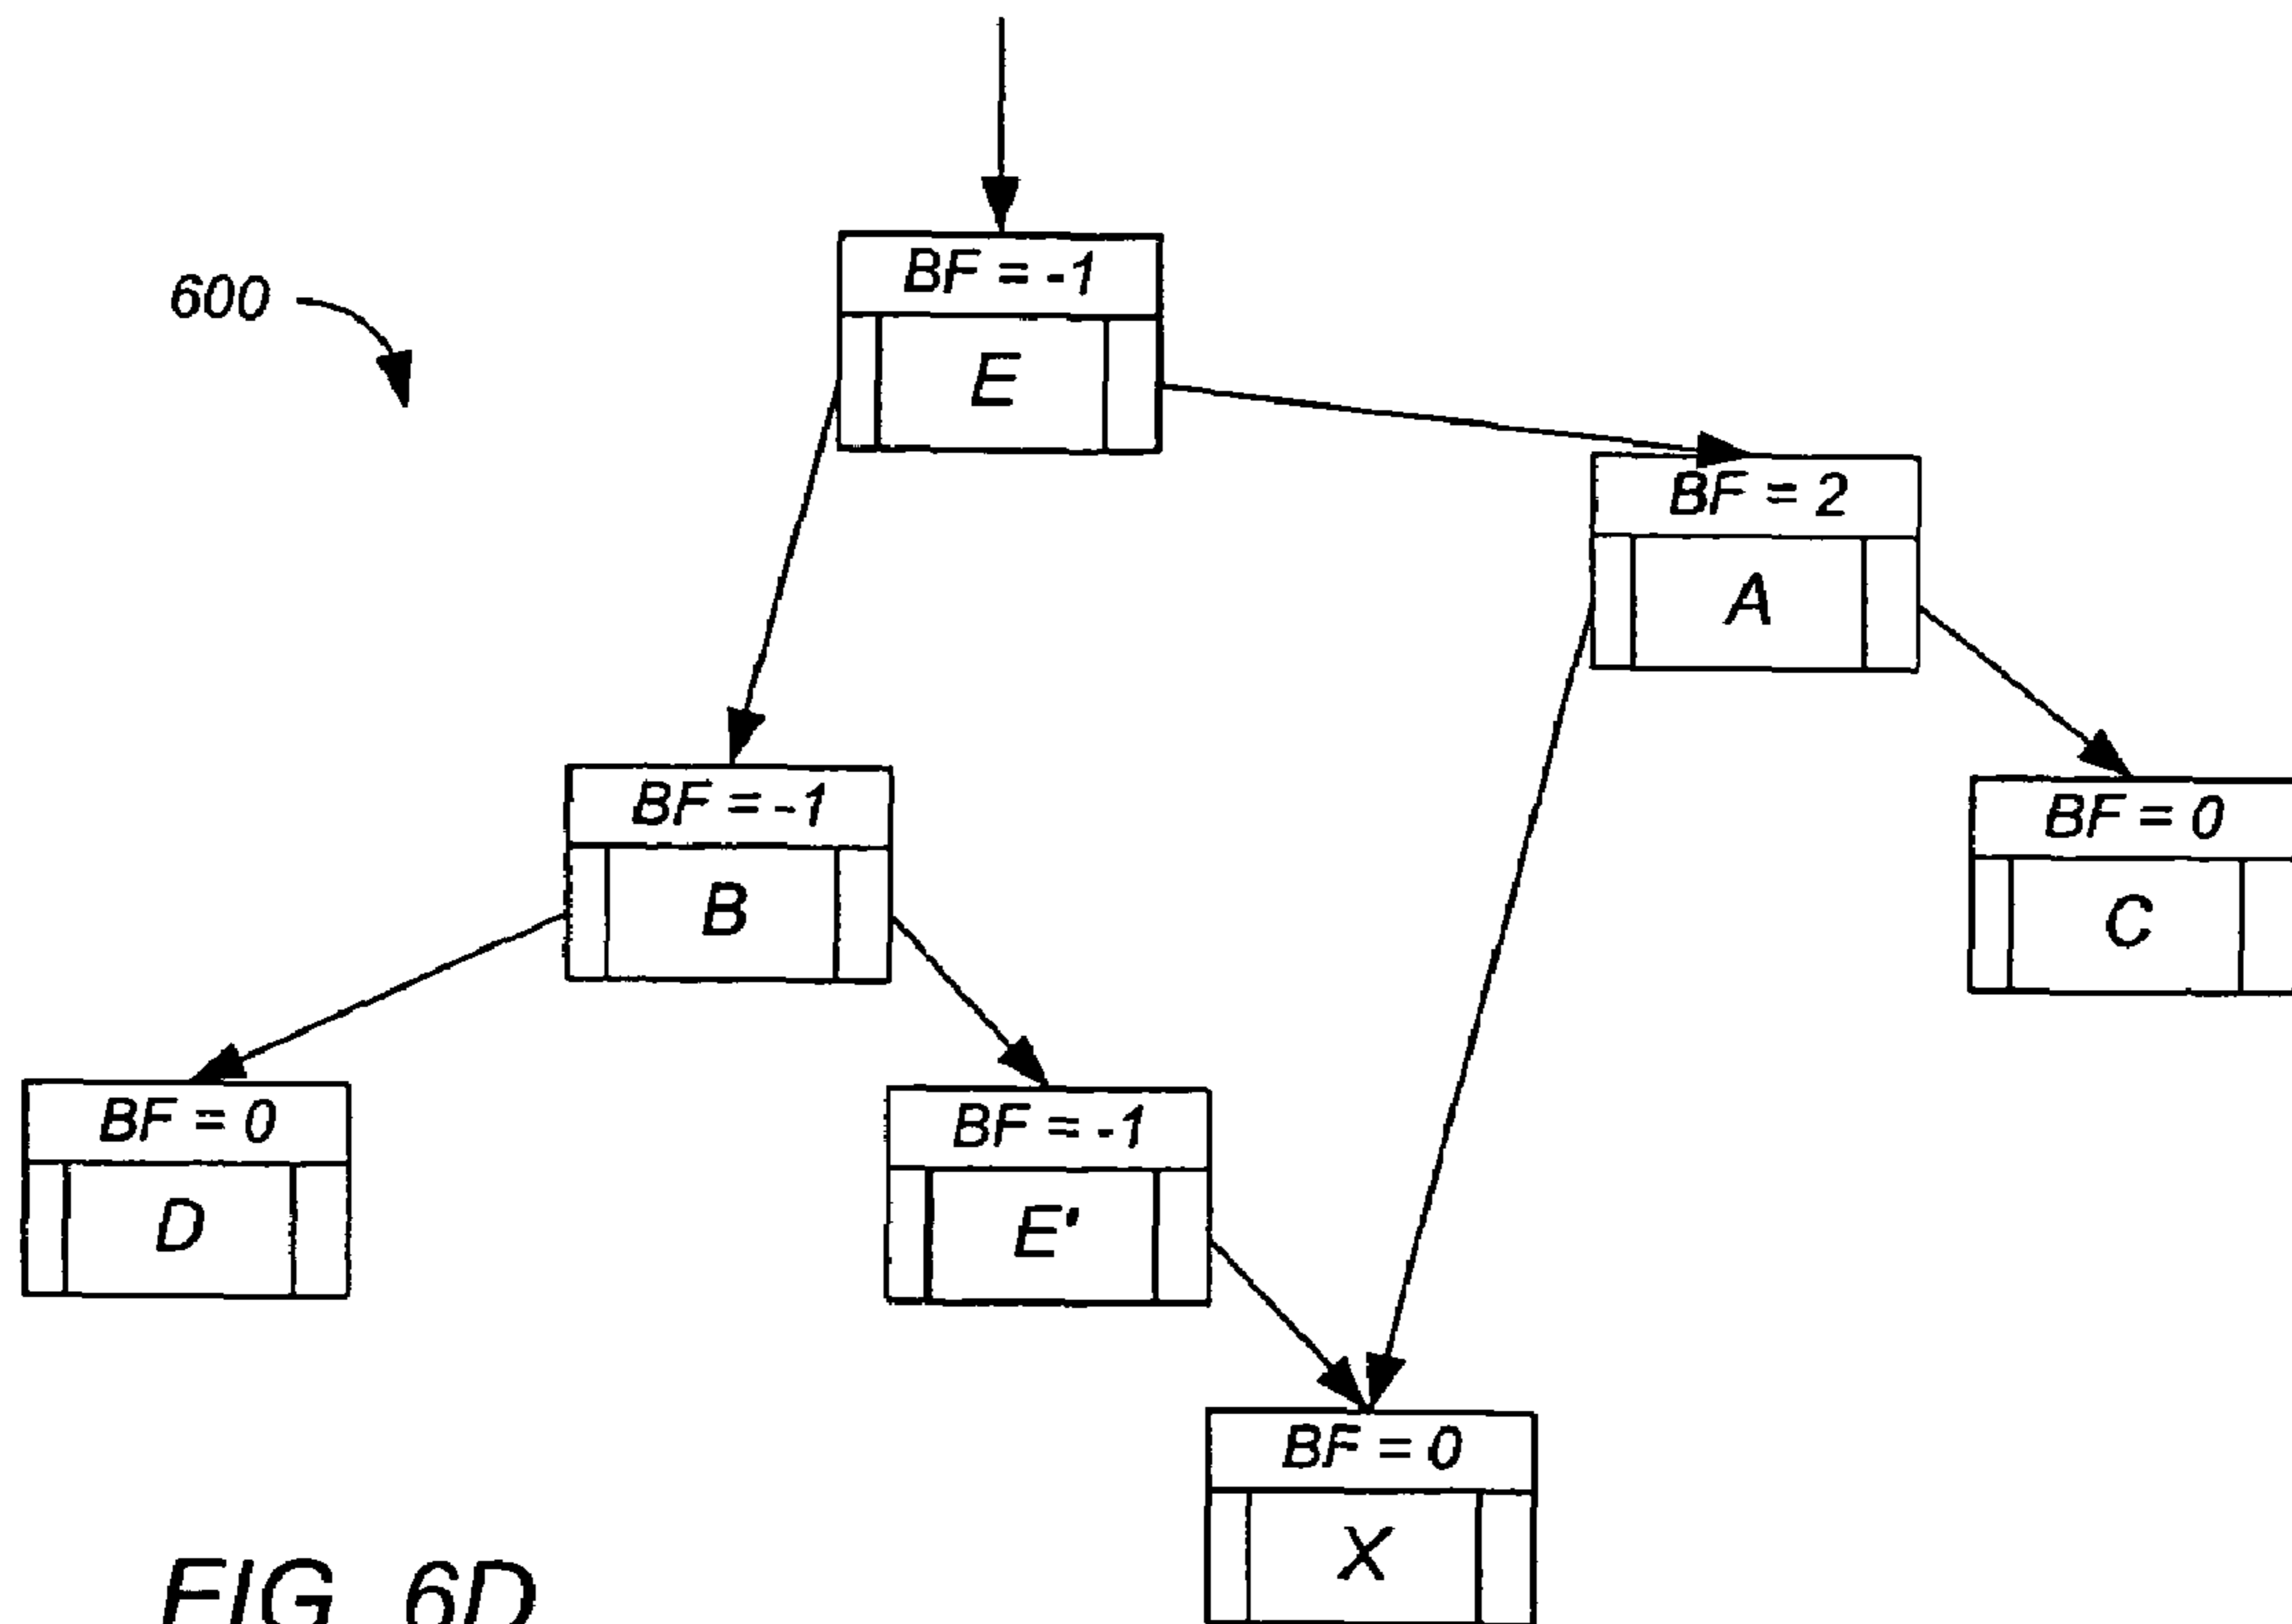 BF = -1
600
E
BF = 2
A
BF = -1
BF = 0
B
C
BF = 0
BF = -1
D
E'
BF = 0
X
FIG. 6D